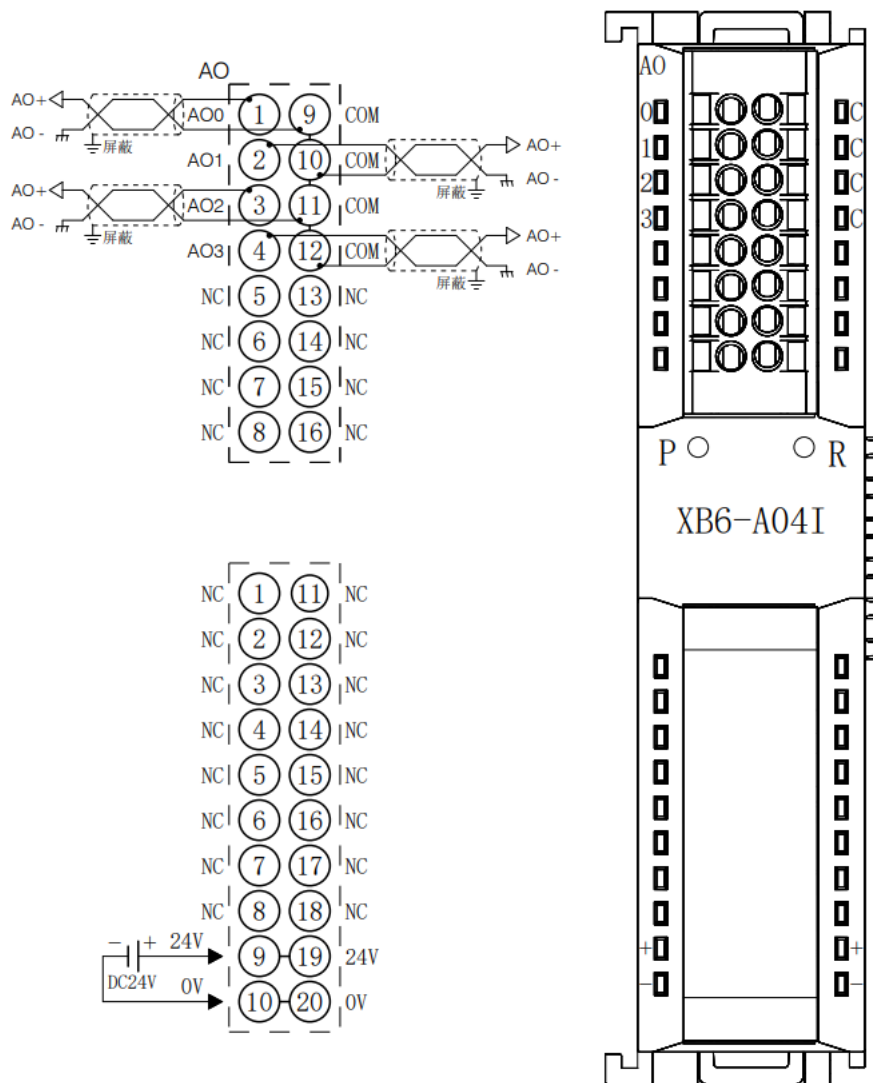 AO
AO+ AO0 1 9 COM
AO - 屏蔽
AO1 2 10 COM AO+
屏蔽 AO -
AO+ AO2 3 11 COM
AO - 屏蔽
AO3 4 12 COM AO+
屏蔽 AO -
NC 5 13 NC
NC 6 14 NC
NC 7 15 NC
NC 8 16 NC
NC 1 11 NC
NC 2 12 NC
NC 3 13 NC
NC 4 14 NC
NC 5 15 NC
NC 6 16 NC
NC 7 17 NC
NC 8 18 NC
- + 24V 9 19 24V
DC24V 0V 10 20 0V
AO
0 C
1 C
2 C
3 C
P R
XB6-A04I
+ +
- -